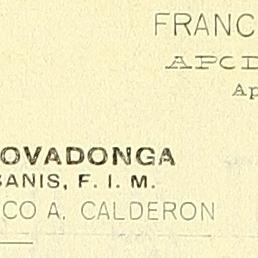 FRANC
APCD
Ap
OVADONGA
SANIS, F. I. M.
CO A. CALDERON